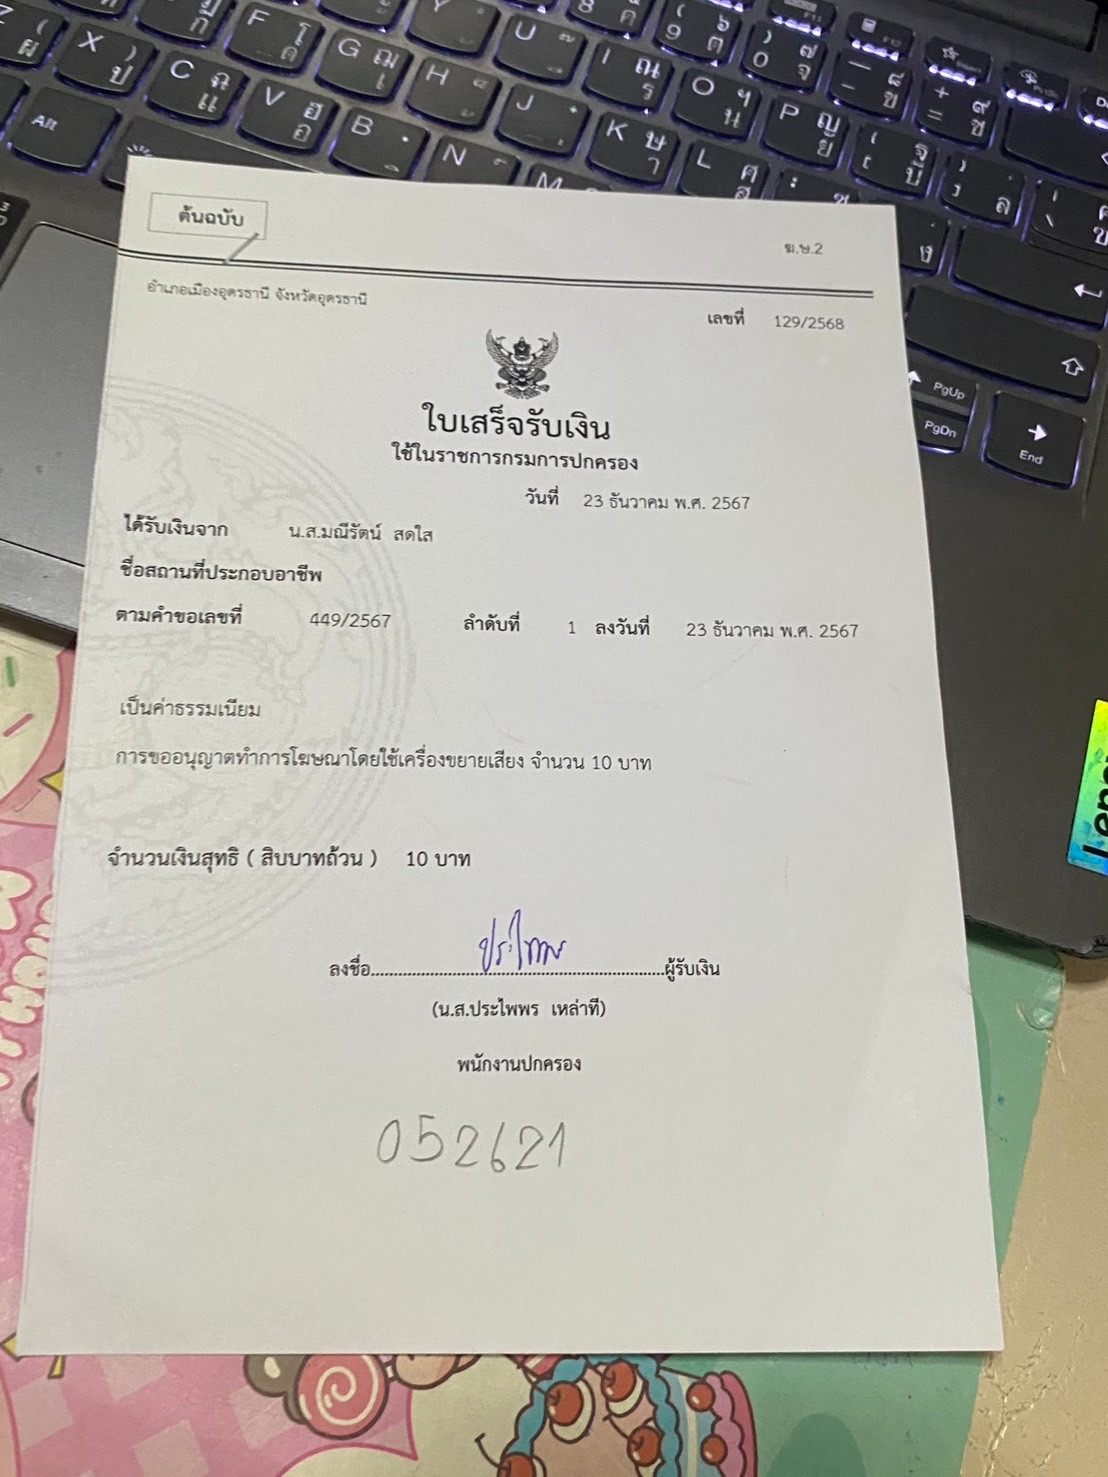 ต้นฉบับ
ฆ.ษ.2
อำเภอเมืองอุดรธานี จังหวัดอุดรธานี
เลขที่ 129/2568
ใบเสร็จรับเงิน
ใช้ในราชการกรมการปกครอง
วันที่ 23 ธันวาคม พ.ศ. 2567
ได้รับเงินจาก น.ส.มณีรัตน์ สดใส
ชื่อสถานที่ประกอบอาชีพ
ตามคำขอเลขที่ 449/2567 ลำดับที่ 1 ลงวันที่ 23 ธันวาคม พ.ศ. 2567
เป็นค่าธรรมเนียม
การขออนุญาตทำการโฆษณาโดยใช้เครื่องขยายเสียง จำนวน 10 บาท
จำนวนเงินสุทธิ ( สิบบาทถ้วน ) 10 บาท
ประไพพร
ลงชื่อ.......................................................ผู้รับเงิน
(น.ส.ประไพพร เหล่าที)
พนักงานปกครอง
052621
Alt
X
C
V
B
N
M
F
G
H
J
K
L
U
I
O
P
PgUp
PgDn
End